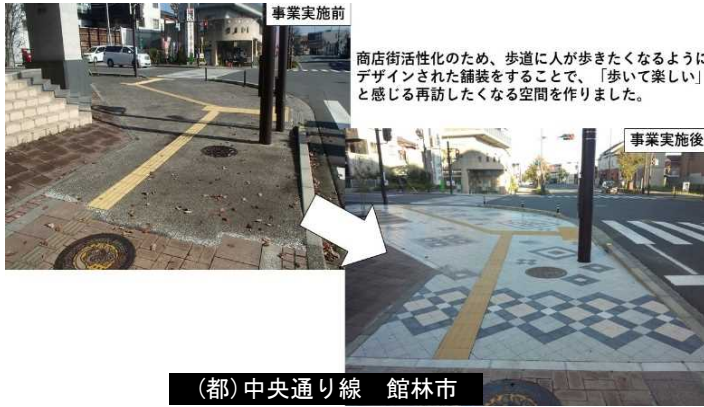 事業実施前
商店街活性化のため、歩道に人が歩きたくなるように
デザインされた舗装をすることで、「歩いて楽しい」
と感じる再訪したくなる空間を作りました。
事業実施後
(都)中央通り線　館林市